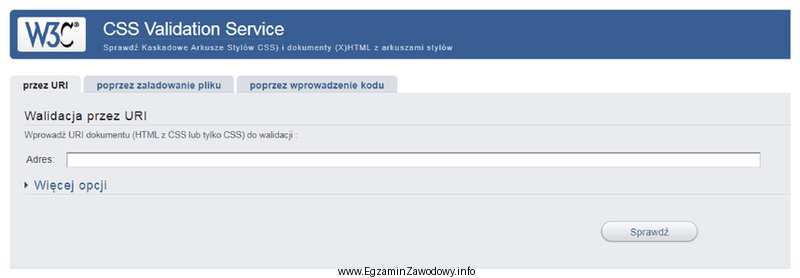 W3C® CSS Validation Service
Sprawdź Kaskadowe Arkusze Stylów CSS) i dokumenty (X)HTML z arkuszami stylów
przez URI poprzez załadowanie pliku poprzez wprowadzenie kodu
Walidacja przez URI
Wprowadź URI dokumentu (HTML z CSS lub tylko CSS) do walidacji :
Adres:
Więcej opcji
Sprawdź
www.EgzaminZawodowy.info